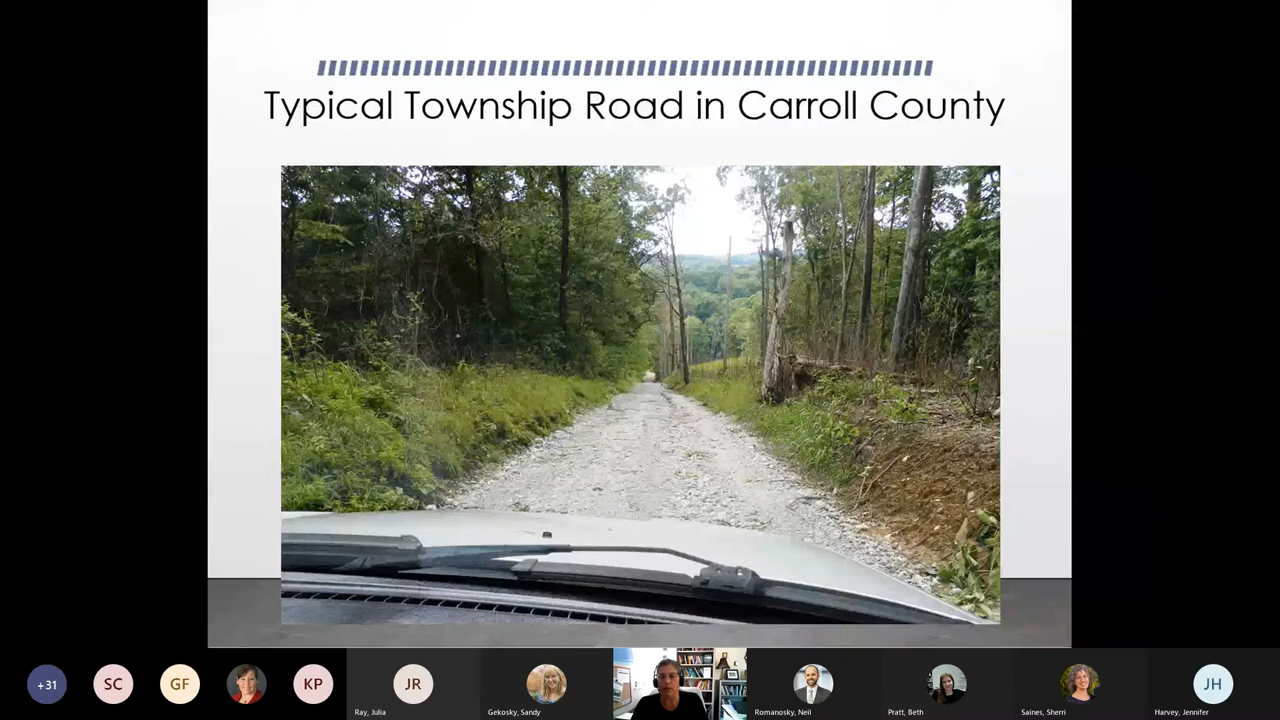 Typical Township Road in Carroll County
+31
SC
GF
KP
JR
Ray, Julia
Gekosky, Sandy
Romanosky, Neil
Pratt, Beth
Saines, Sherri
JH
Harvey, Jennifer